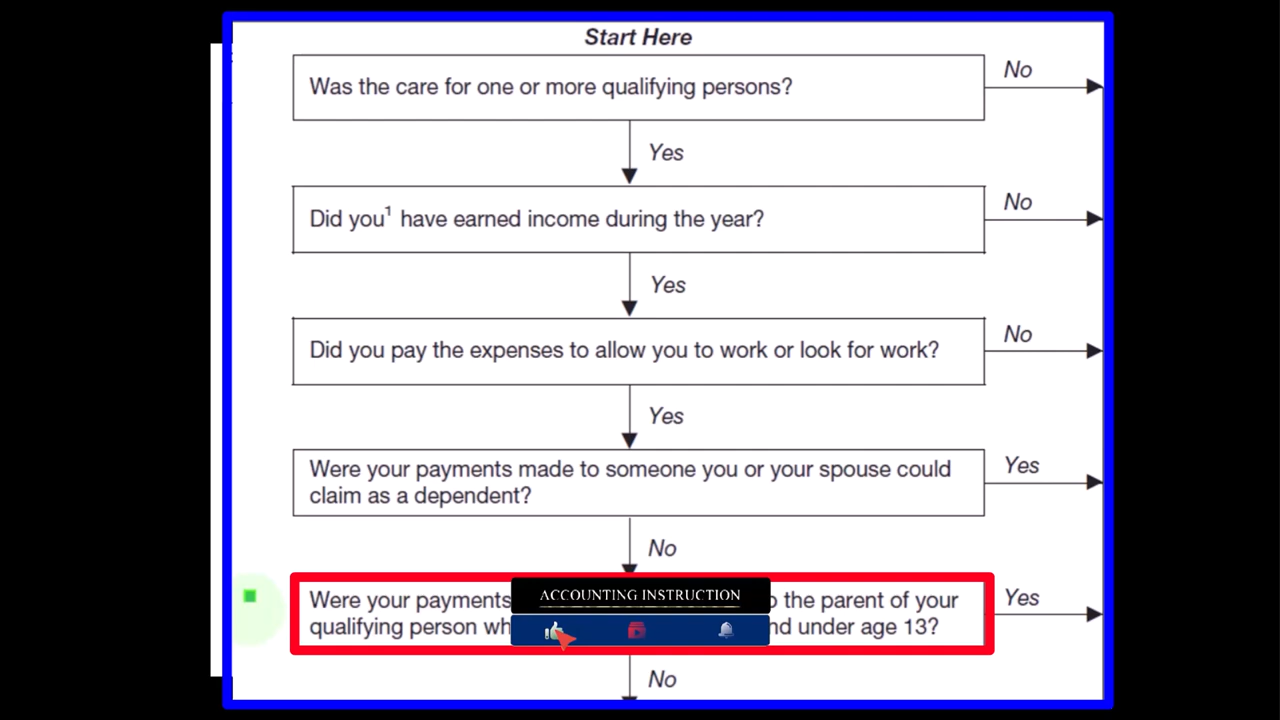 Start Here
Was the care for one or more qualifying persons?
No
Yes
Did you¹ have earned income during the year?
No
Yes
Did you pay the expenses to allow you to work or look for work?
No
Yes
Were your payments made to someone you or your spouse could
claim as a dependent?
Yes
No
Were your payments the parent of your
qualifying person under age 13?
Yes
ACCOUNTING INSTRUCTION
No